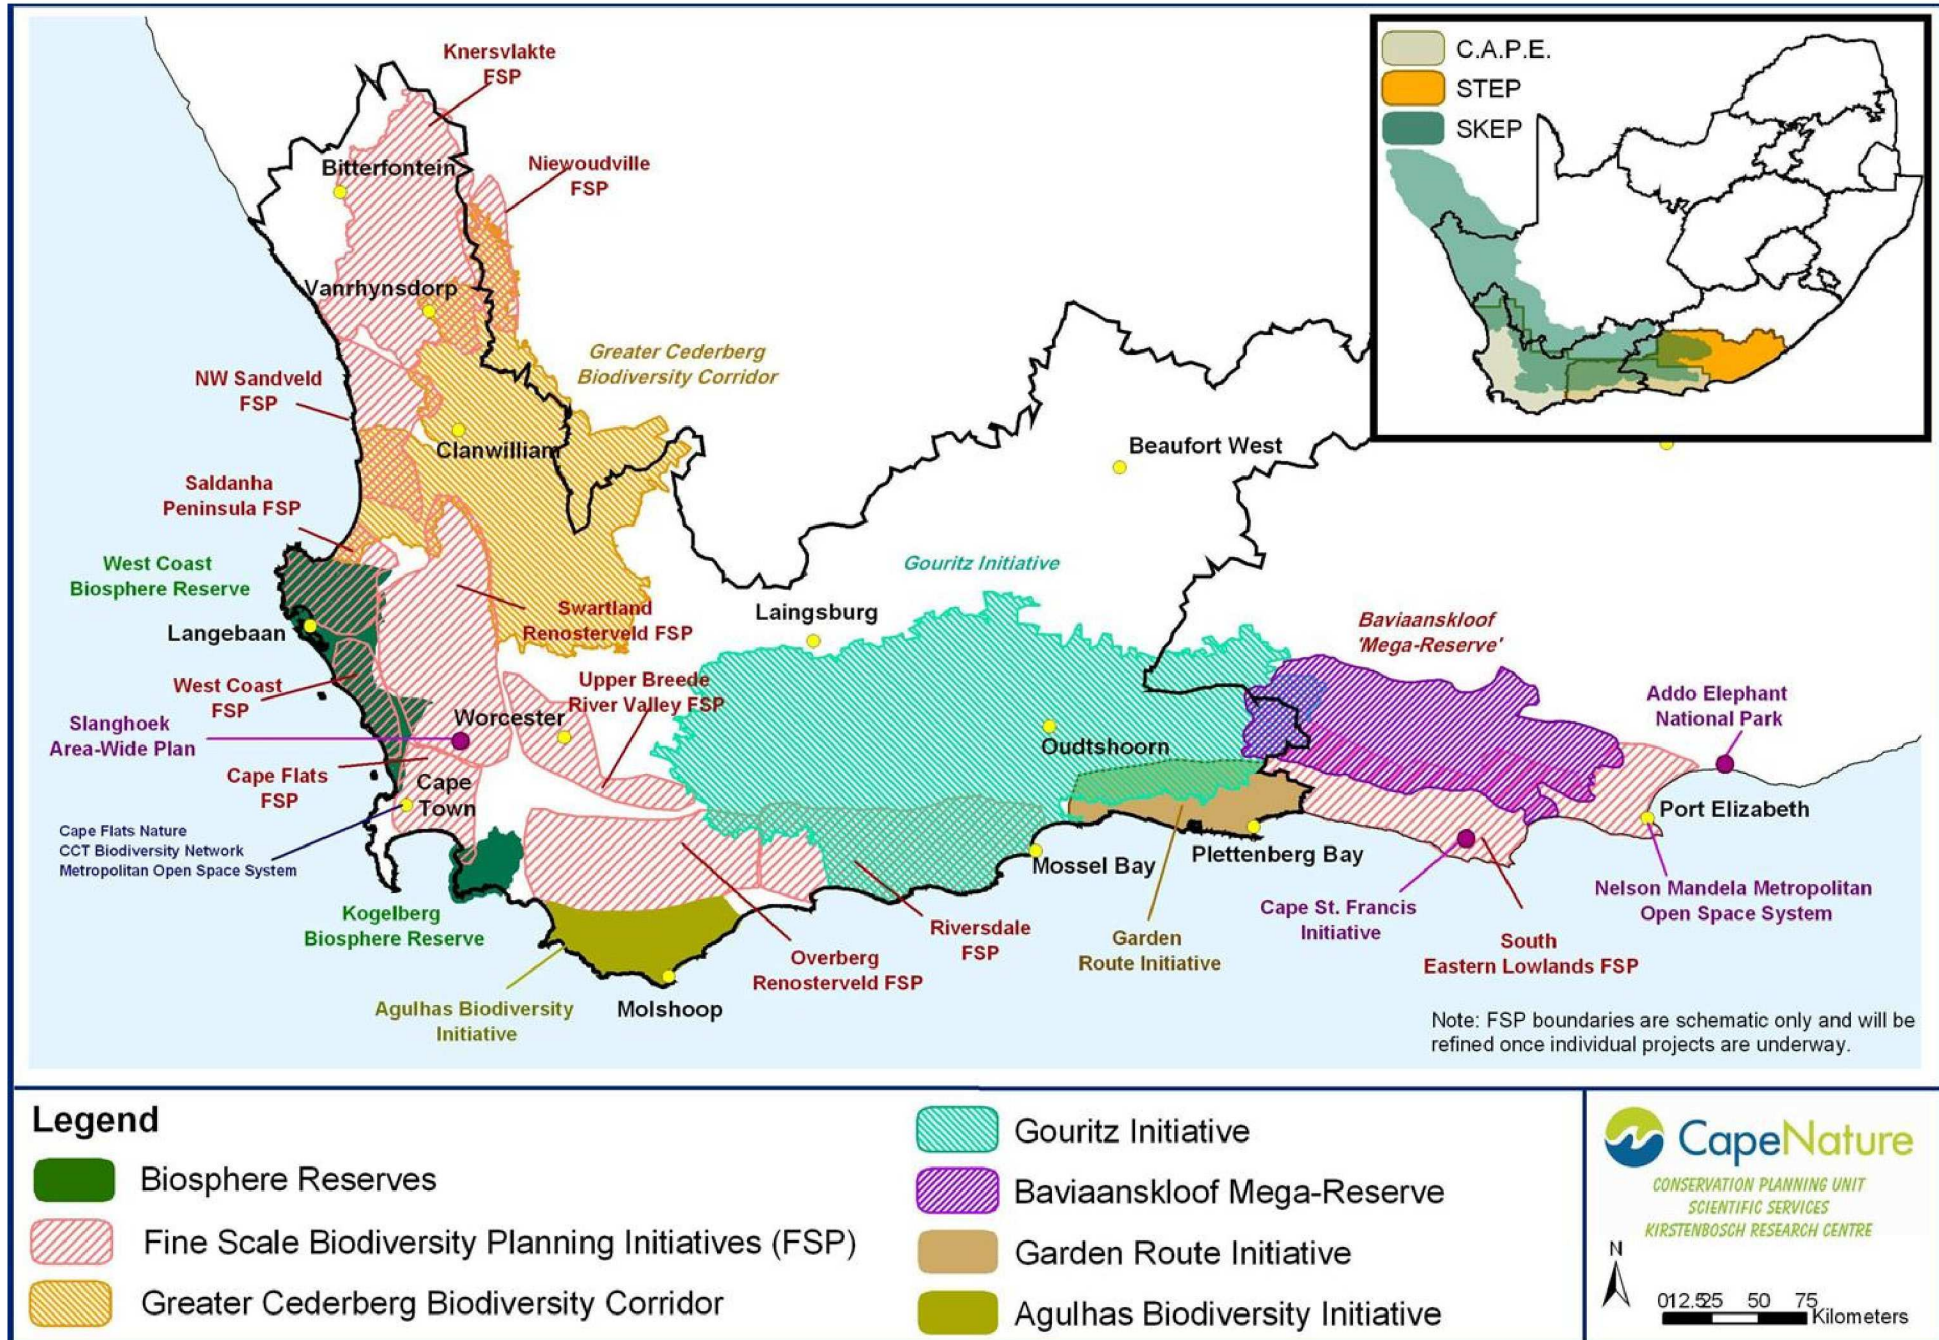 Knersvlakte
FSP
C.A.P.E.
STEP
SKEP
Bitterfontein
Niewoudville
FSP
Vanrhynsdorp
Greater Cederberg
Biodiversity Corridor
NW Sandveld
FSP
Clanwilliam
Beaufort West
Saldanha
Peninsula FSP
West Coast
Biosphere Reserve
Gouritz Initiative
Langebaan
Swartland
Renosterveld FSP
Laingsburg
Baviaanskloof
'Mega-Reserve'
West Coast
FSP
Upper Breede
River Valley FSP
Addo Elephant
National Park
Slanghoek
Area-Wide Plan
Worcester
Oudtshoorn
Cape Flats
FSP
Cape
Town
Port Elizabeth
Cape Flats Nature
CCT Biodiversity Network
Metropolitan Open Space System
Mossel Bay
Plettenberg Bay
Kogelberg
Biosphere Reserve
Riversdale
FSP
Garden
Route Initiative
Cape St. Francis
Initiative
Nelson Mandela Metropolitan
Open Space System
Overberg
Renosterveld FSP
South
Eastern Lowlands FSP
Agulhas Biodiversity
Initiative
Molshoop
Note: FSP boundaries are schematic only and will be
refined once individual projects are underway.
Legend
Biosphere Reserves
Fine Scale Biodiversity Planning Initiatives (FSP)
Greater Cederberg Biodiversity Corridor
Gouritz Initiative
Baviaanskloof Mega-Reserve
Garden Route Initiative
Agulhas Biodiversity Initiative
CapeNature
CONSERVATION PLANNING UNIT
SCIENTIFIC SERVICES
KIRSTENBOSCH RESEARCH CENTRE
N
012.525 50 75
Kilometers